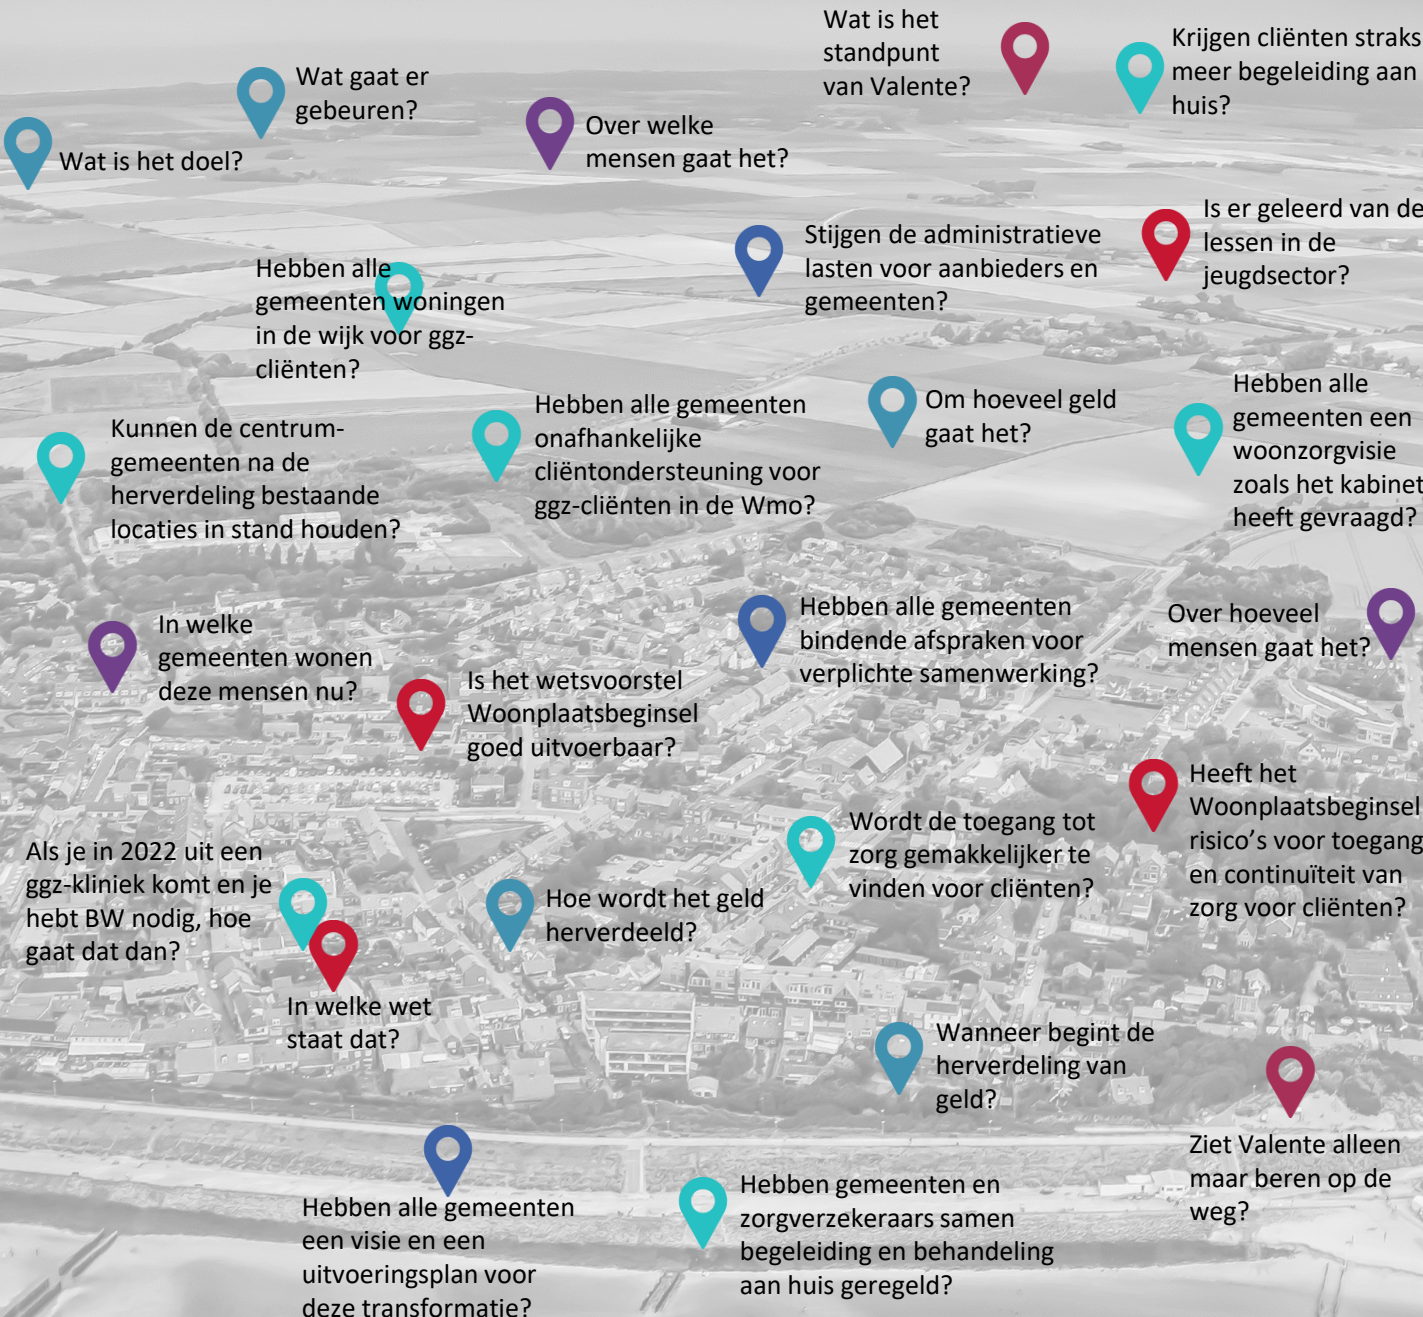 Wat is het
standpunt
van Valente?
Krijgen cliënten straks
meer begeleiding aan
huis?
Wat gaat er
gebeuren?
Over welke
mensen gaat het?
Wat is het doel?
Is er geleerd van de
lessen in de
jeugdsector?
Stijgen de administratieve
lasten voor aanbieders en
gemeenten?
Hebben alle
gemeenten woningen
in de wijk voor ggz-
cliënten?
Hebben alle
gemeenten een
woonzorgvisie
zoals het kabinet
heeft gevraagd?
Om hoeveel geld
gaat het?
Hebben alle gemeenten
onafhankelijke
cliëntondersteuning voor
ggz-cliënten in de Wmo?
Kunnen de centrum-
gemeenten na de
herverdeling bestaande
locaties in stand houden?
In welke
gemeenten wonen
deze mensen nu?
Hebben alle gemeenten
bindende afspraken voor
verplichte samenwerking?
Over hoeveel
mensen gaat het?
Is het wetsvoorstel
Woonplaatsbeginsel
goed uitvoerbaar?
Heeft het
Woonplaatsbeginsel
risico's voor toegang
en continuïteit van
zorg voor cliënten?
Wordt de toegang tot
zorg gemakkelijker te
vinden voor cliënten?
Als je in 2022 uit een
ggz-kliniek komt en je
hebt BW nodig, hoe
gaat dat dan?
Hoe wordt het geld
herverdeeld?
In welke wet
staat dat?
Wanneer begint de
herverdeling van
geld?
Ziet Valente alleen
maar beren op de
weg?
Hebben alle gemeenten
een visie en een
uitvoeringsplan voor
deze transformatie?
Hebben gemeenten en
zorgverzekeraars samen
begeleiding en behandeling
aan huis geregeld?